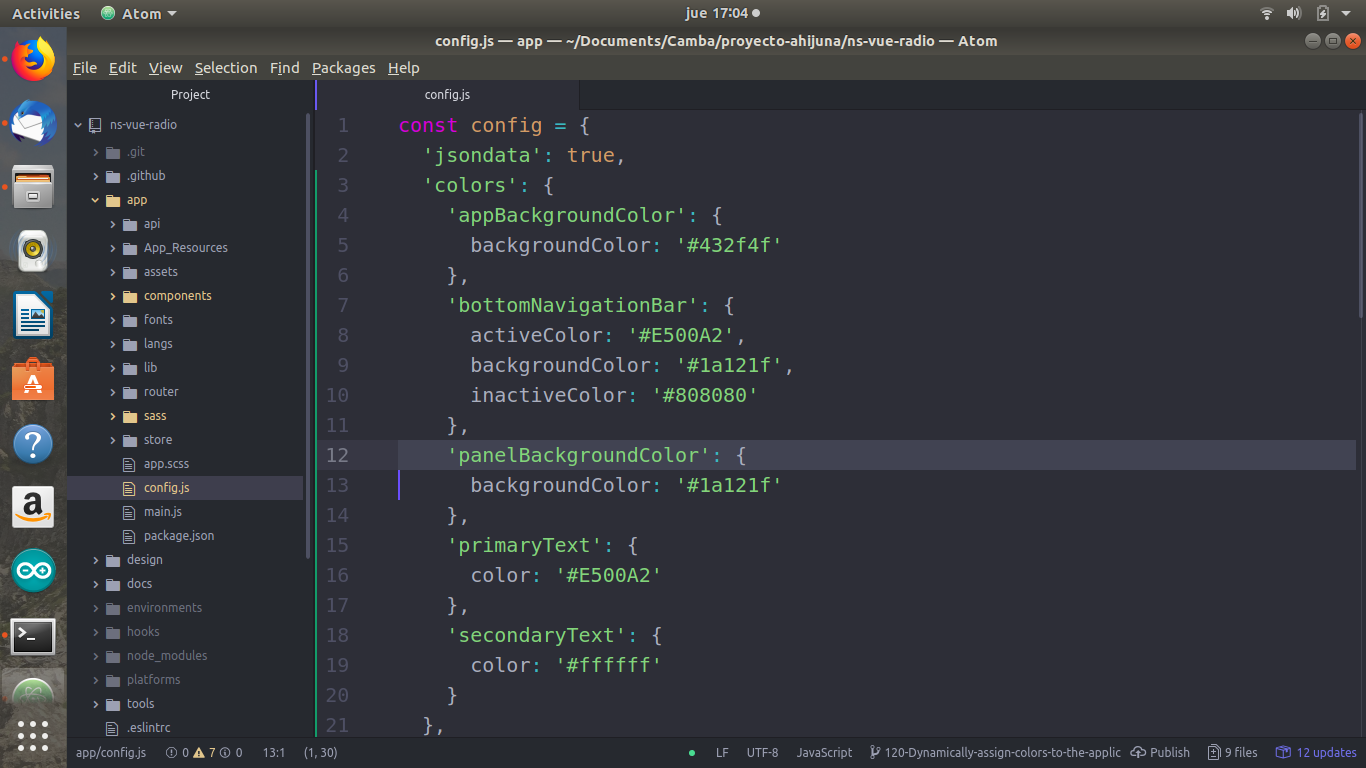 Activities Atom jue 17:04
config.js — app — ~/Documents/Camba/proyecto-ahijuna/ns-vue-radio — Atom
File Edit View Selection Find Packages Help
Project
ns-vue-radio
.git
.github
app
api
App_Resources
assets
components
fonts
langs
lib
router
sass
store
app.scss
config.js
main.js
package.json
design
docs
environments
hooks
node_modules
platforms
tools
.eslintrc
config.js
1 const config = {
2 'jsondata': true,
3 'colors': {
4 'appBackgroundColor': {
5 backgroundColor: '#432f4f'
6 },
7 'bottomNavigationBar': {
8 activeColor: '#E500A2',
9 backgroundColor: '#1a121f',
10 inactiveColor: '#808080'
11 },
12 'panelBackgroundColor': {
13 backgroundColor: '#1a121f'
14 },
15 'primaryText': {
16 color: '#E500A2'
17 },
18 'secondaryText': {
19 color: '#ffffff'
20 }
21 },
app/config.js 0 7 0 13:1 (1, 30) LF UTF-8 JavaScript 120-Dynamically-assign-colors-to-the-applic Publish 9 files 12 updates